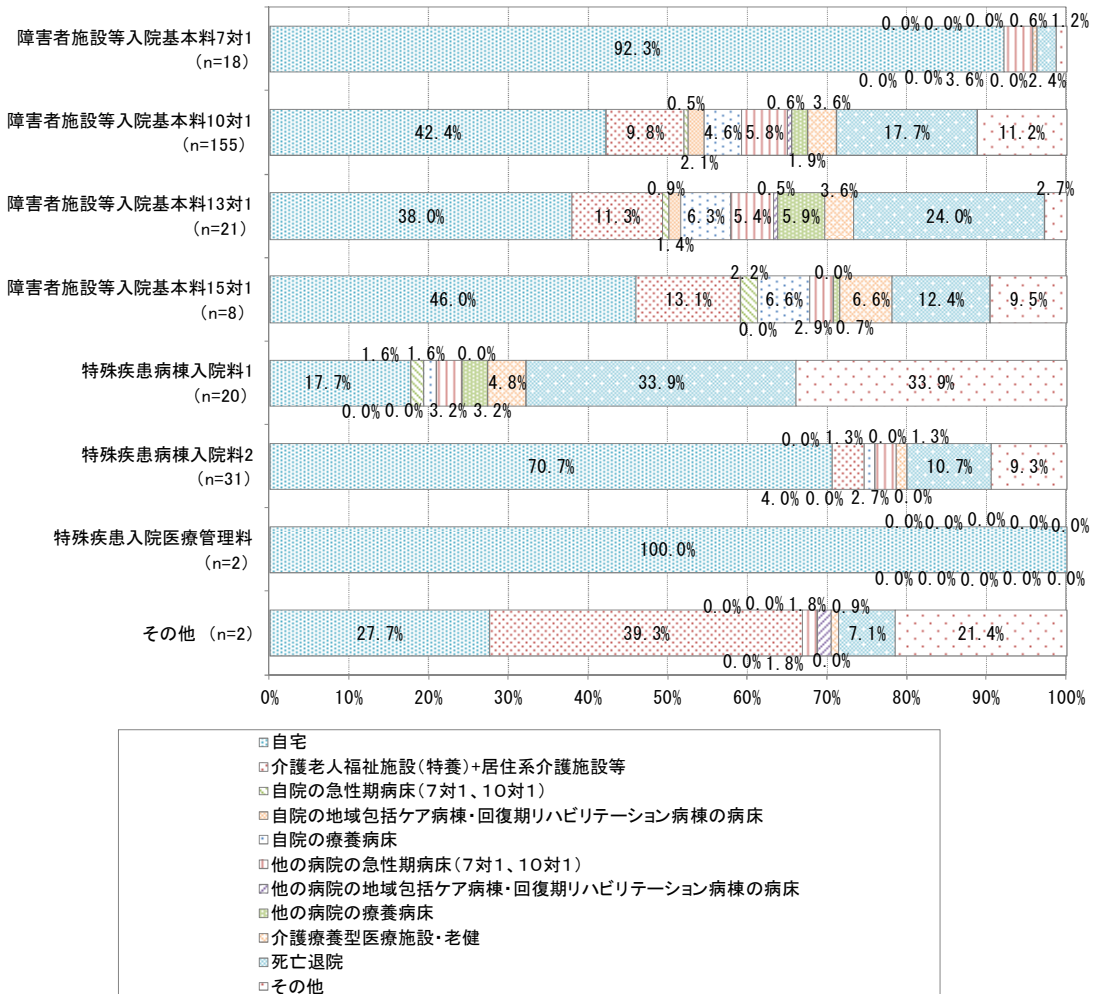 0.0% 0.0% 0.0% 0.6% 1.2%
障害者施設等入院基本料7対1
(n=18)
92.3%
0.0% 0.0% 3.6% 0.0% 2.4%
0.5% 0.6% 3.6%
障害者施設等入院基本料10対1
(n=155)
42.4% 9.8% 4.6% 5.8% 17.7% 11.2%
2.1% 1.9%
0.9% 0.5% 3.6% 2.7%
障害者施設等入院基本料13対1
(n=21)
38.0% 11.3% 6.3% 5.4% 5.9% 24.0%
1.4%
2.2% 0.0%
障害者施設等入院基本料15対1
(n=8)
46.0% 13.1% 6.6% 6.6% 12.4% 9.5%
0.0% 2.9% 0.7%
1.6% 1.6% 0.0%
特殊疾患病棟入院料1
(n=20)
17.7% 4.8% 33.9% 33.9%
0.0% 0.0% 3.2% 3.2%
0.0% 1.3% 0.0% 1.3%
特殊疾患病棟入院料2
(n=31)
70.7% 10.7% 9.3%
4.0% 0.0% 2.7% 0.0%
0.0% 0.0% 0.0% 0.0% 0.0%
特殊疾患入院医療管理料
(n=2)
100.0%
0.0% 0.0% 0.0% 0.0% 0.0%
0.0% 0.0% 1.8% 0.9%
その他 (n=2)
27.7% 39.3% 7.1% 21.4%
0.0% 1.8% 0.0%
0% 10% 20% 30% 40% 50% 60% 70% 80% 90% 100%
自宅
介護老人福祉施設(特養)+居住系介護施設等
自院の急性期病床(7対1、10対1)
自院の地域包括ケア病棟・回復期リハビリテーション病棟の病床
自院の療養病床
他の病院の急性期病床(7対1、10対1)
他の病院の地域包括ケア病棟・回復期リハビリテーション病棟の病床
他の病院の療養病床
介護療養型医療施設・老健
死亡退院
その他